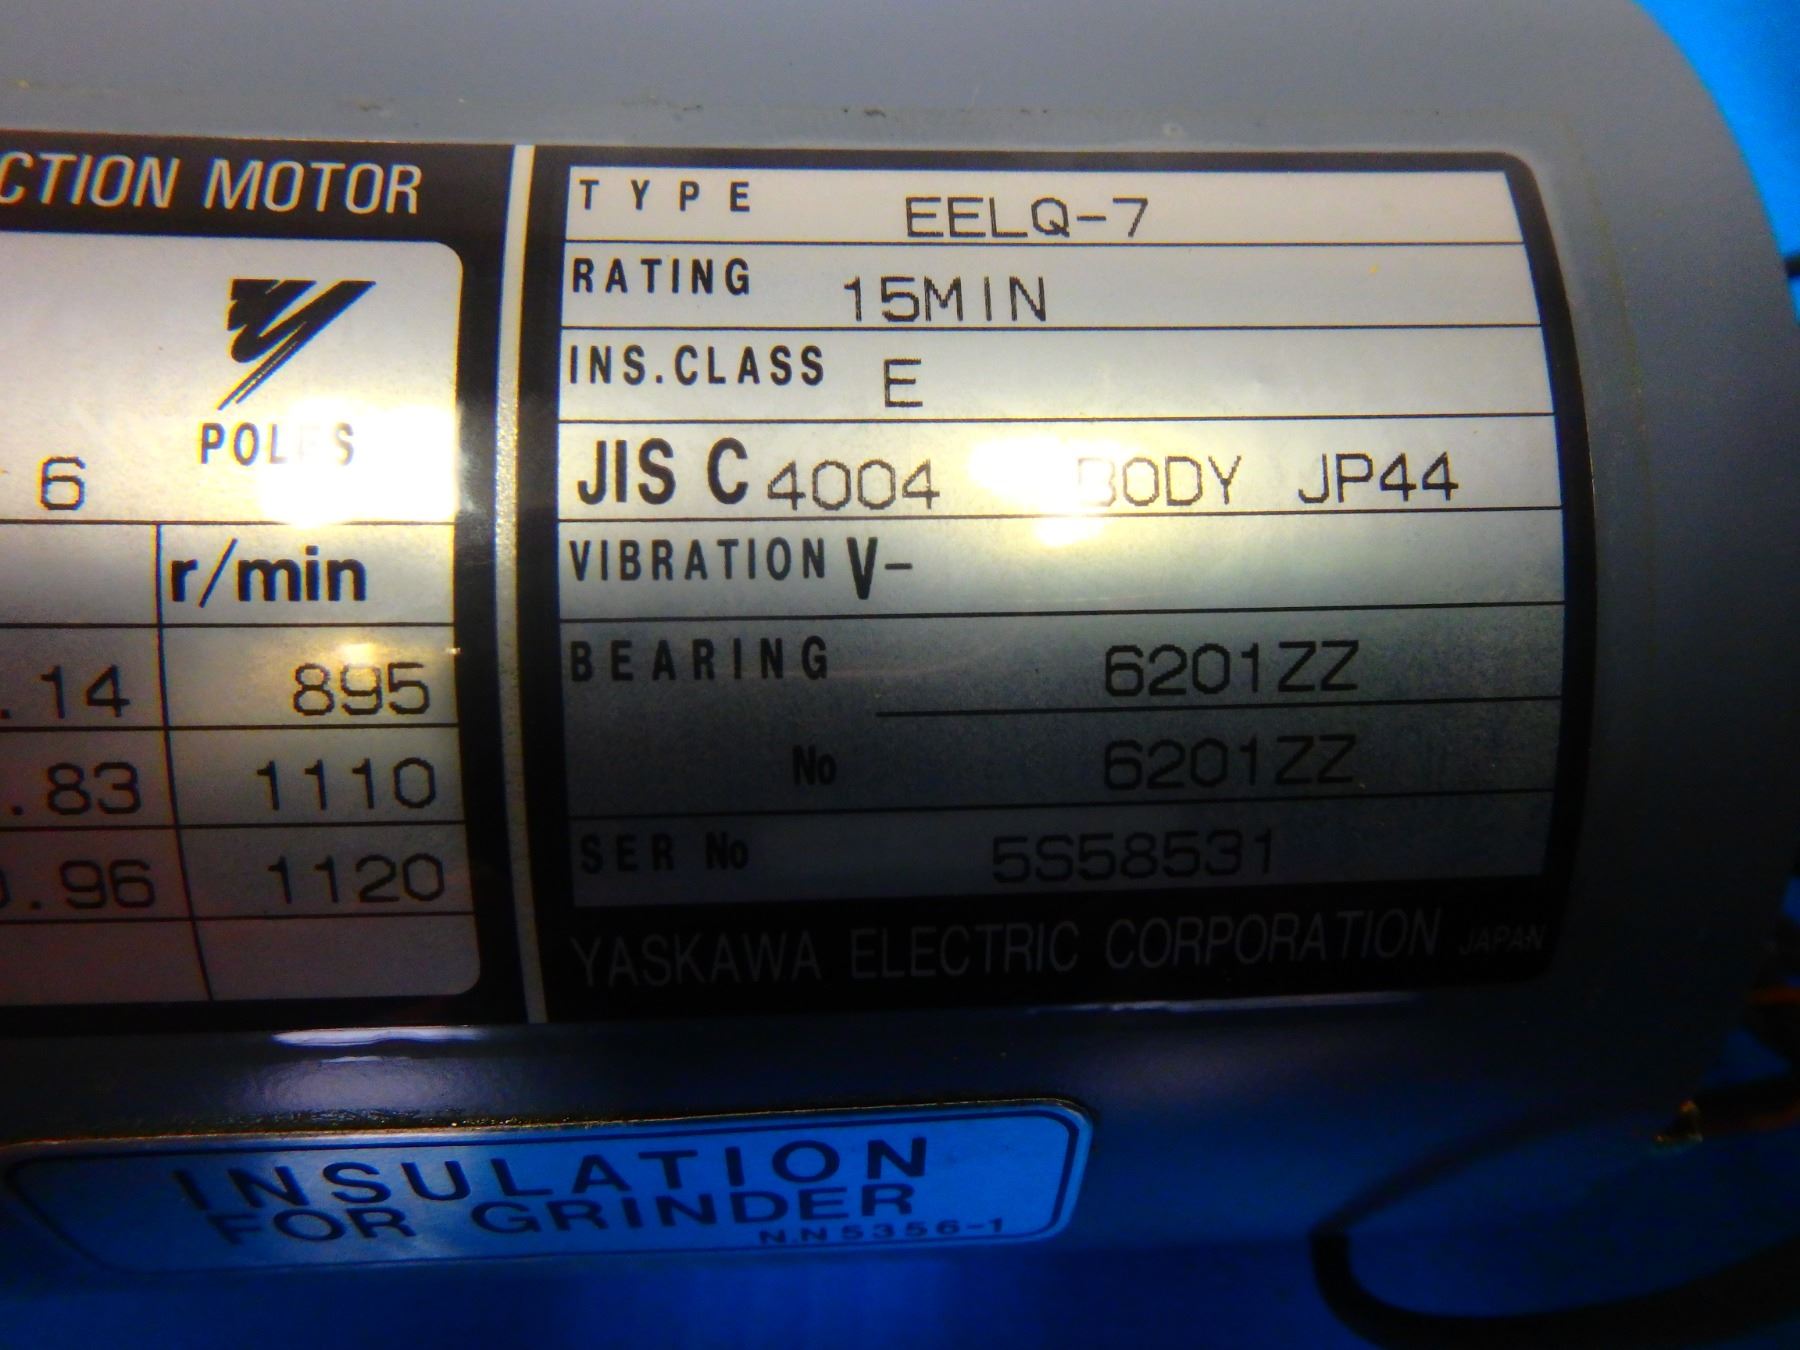 CTION MOTOR
POLES
6
r/min
.14 895
.83 1110
0.96 1120
TYPE EELQ-7
RATING 15MIN
INS.CLASS E
JIS C 4004 BODY JP44
VIBRATION V-
BEARING 6201ZZ
No 6201ZZ
SER No 5S58531
YASKAWA ELECTRIC CORPORATION JAPAN
INSULATION
FOR GRINDER
N.N 5356-1